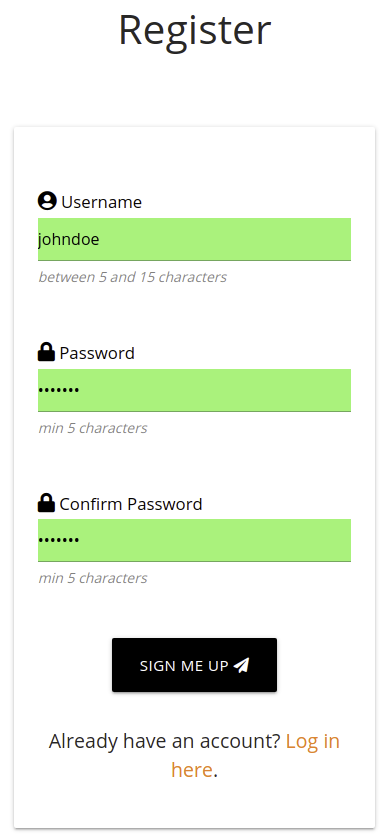 Register
Username
johndoe
between 5 and 15 characters
Password
•••••••
min 5 characters
Confirm Password
•••••••
min 5 characters
SIGN ME UP
Already have an account? Log in
here.